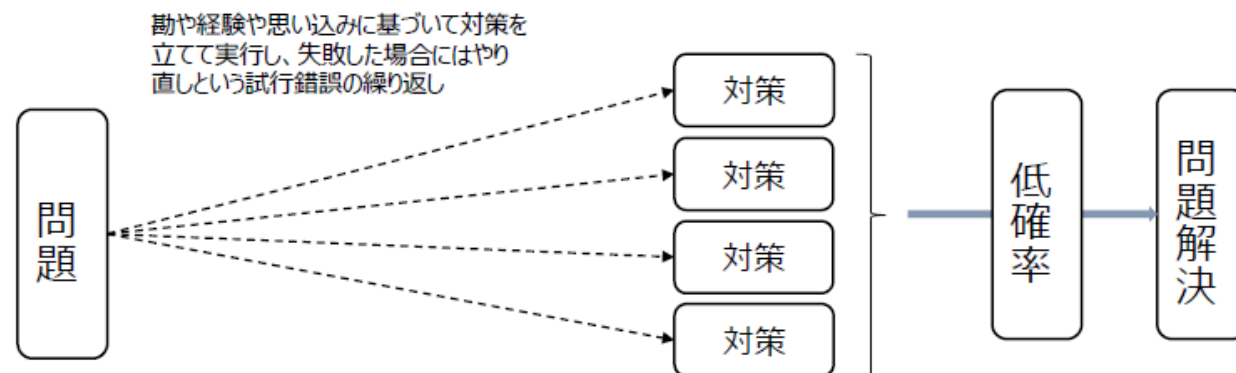 勘や経験や思い込みに基づいて対策を
立てて実行し、失敗した場合にはやり
直しという試行錯誤の繰り返し
問題
対策
対策
対策
対策
低確率
問題解決